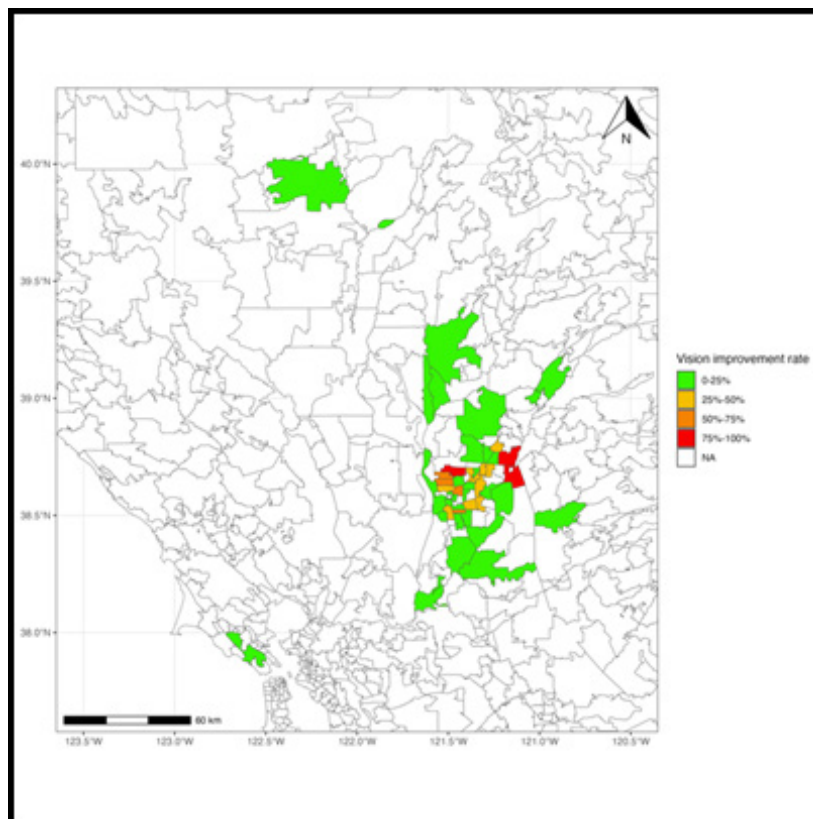 N
40.0°N
39.5°N
39.0°N
38.5°N
38.0°N
60 km
123.5°W
123.0°W
122.5°W
122.0°W
121.5°W
121.0°W
120.5°W
Vision improvement rate
0-25%
25%-50%
50%-75%
75%-100%
NA